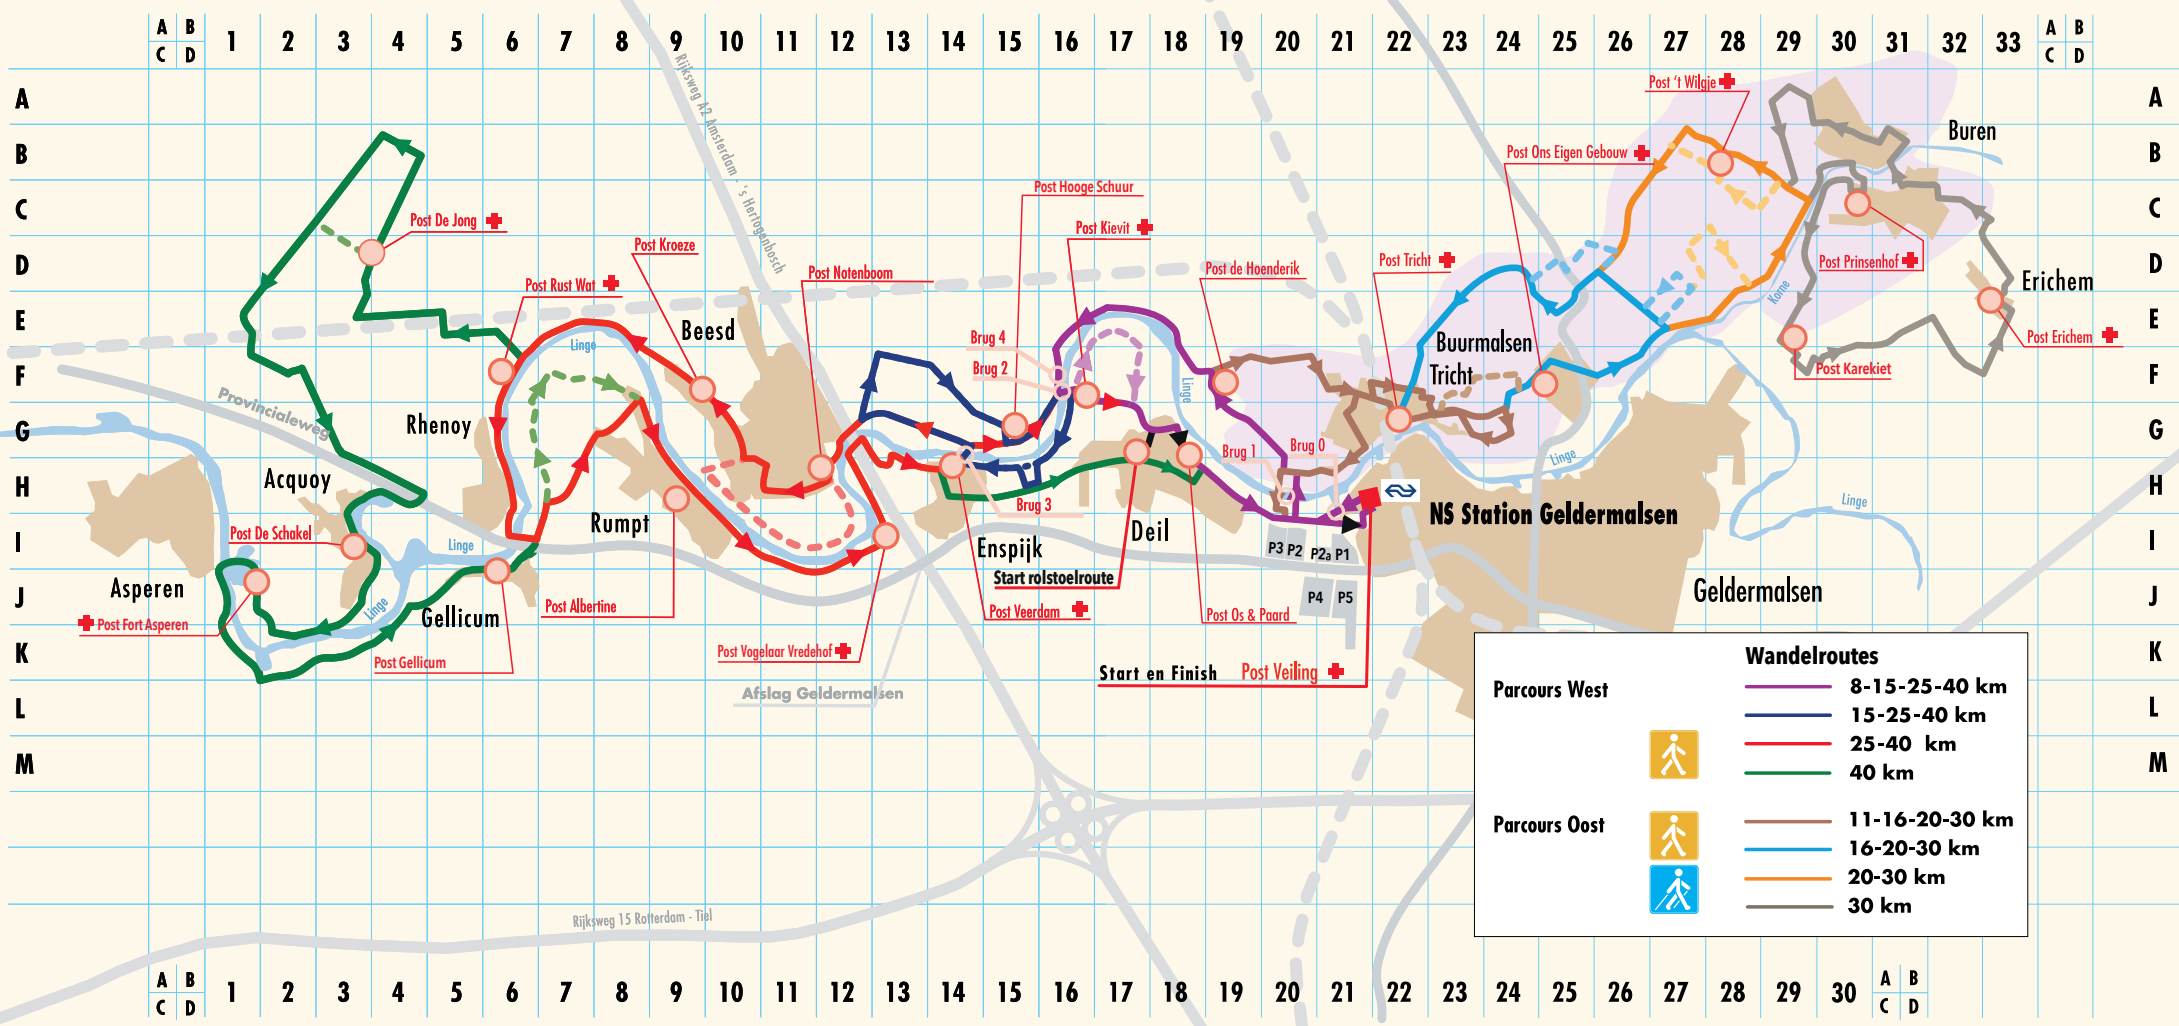 A B
C D
1 2 3 4 5 6 7 8 9 10 11 12 13 14 15 16 17 18 19 20 21 22 23 24 25 26 27 28 29 30 31 32 33
A B
C D
A
B
C
D
E
F
G
H
I
J
K
L
M
A
B
C
D
E
F
G
H
I
J
K
L
M
Rijksweg A2 Amsterdam - 's Hertogenbosch
Post 't Wilgje
Buren
Post Ons Eigen Gebouw
Post Hooge Schuur
Post De Jong
Post Kievit
Post Kroeze
Post Tricht
Post Prinsenhof
Post de Hoenderik
Post Notenboom
Erichem
Post Rust Wat
Korne
Beesd
Brug 4
Linge
Buurmalsen
Post Erichem
Brug 2
Tricht
Post Karekiet
Linge
Provincialeweg
Rhenoy
Brug 1
Brug 0
Linge
Acquoy
Linge
Brug 3
Rumpt
NS Station Geldermalsen
Post De Schakel
Deil
Linge
Enspijk
P3 P2 P2a P1
Start rolstoelroute
Asperen
Linge
Geldermalsen
P4 P5
Post Albertine
Post Veerdam
Post Os & Paard
Gellicum
Post Fort Asperen
Post Vogelaar Vredehof
Post Gellicum
Start en Finish Post Veiling
Afslag Geldermalsen
Wandelroutes
Parcours West
8-15-25-40 km
15-25-40 km
25-40 km
40 km
Parcours Oost
11-16-20-30 km
16-20-30 km
20-30 km
30 km
Rijksweg 15 Rotterdam - Tiel
A B
C D
1 2 3 4 5 6 7 8 9 10 11 12 13 14 15 16 17 18 19 20 21 22 23 24 25 26 27 28 29 30
A B
C D